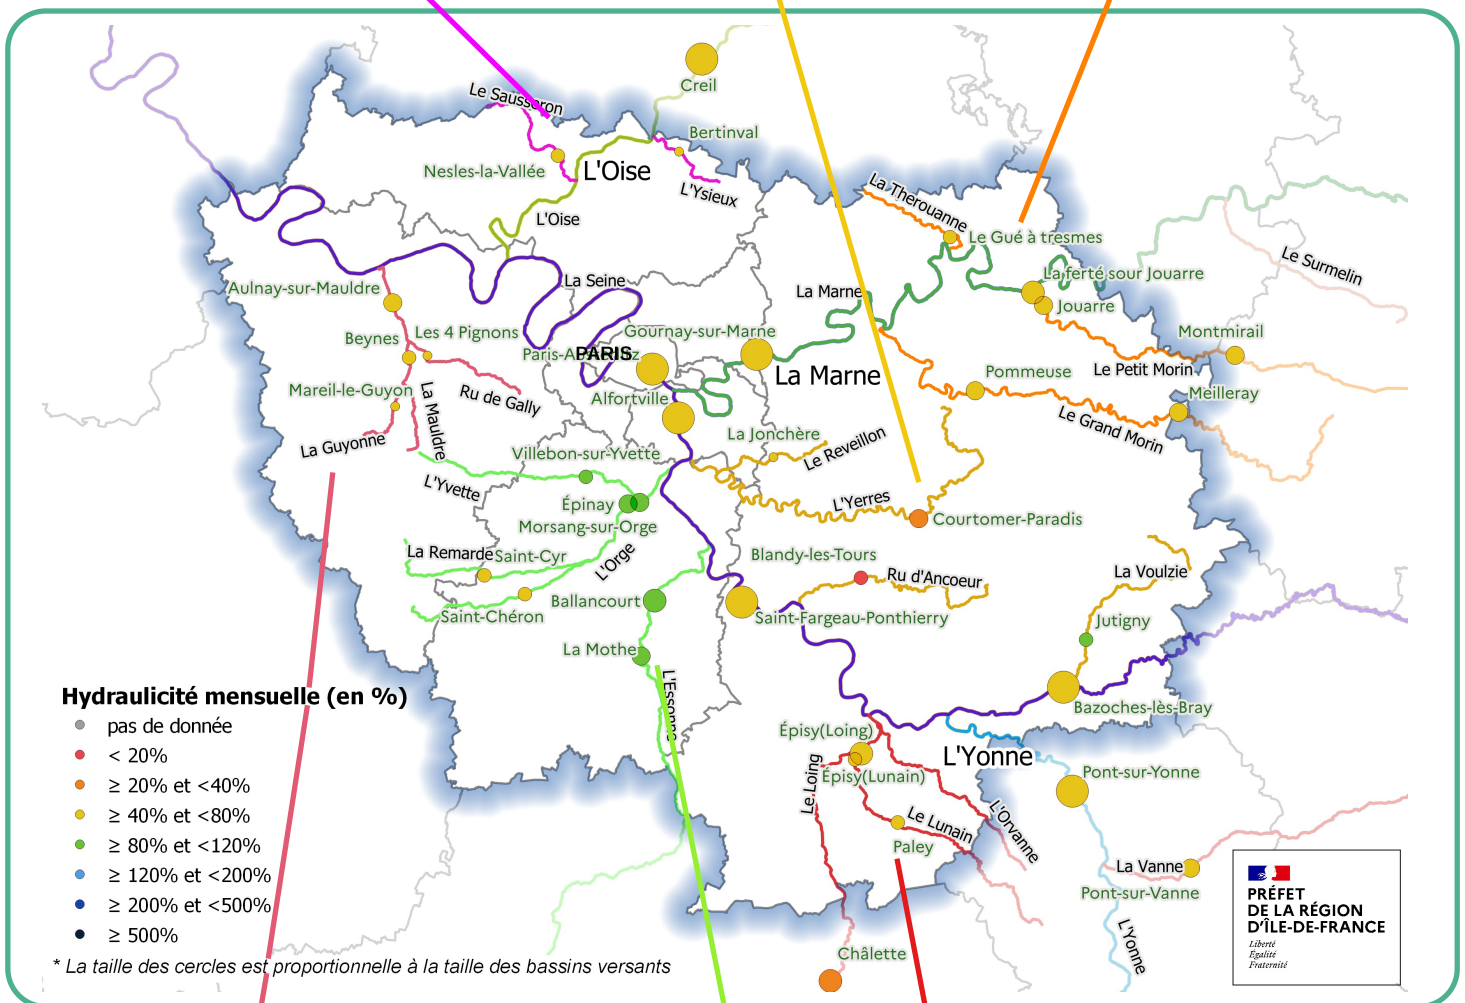 Creil
Le Sausseron
Bertinval
Nesles-la-Vallée
L'Oise
L'Ysieux
La Therouanne
L'Oise
Le Gué à tresmes
Le Surmelin
La Seine
La ferté sour Jouarre
Aulnay-sur-Mauldre
La Marne
Jouarre
Beynes
Les 4 Pignons
Gournay-sur-Marne
Montmirail
Paris-Austerlitz
PARIS
Le Petit Morin
La Marne
Pommeuse
Mareil-le-Guyon
Ru de Gally
Alfortville
Meilleray
La Mauldre
Le Grand Morin
La Guyonne
La Jonchère
Le Reveillon
Villebon-sur-Yvette
L'Yvette
L'Yerres
Épinay
Courtomer-Paradis
Morsang-sur-Orge
La Remarde
Saint-Cyr
L'Orge
Blandy-les-Tours
Ru d'Ancoeur
La Voulzie
Ballancourt
Saint-Chéron
Saint-Fargeau-Ponthierry
Jutigny
La Mothe
L'Essonne
Bazoches-lès-Bray
Épisy(Loing)
L'Yonne
Épisy(Lunain)
Pont-sur-Yonne
Le Loing
Le Lunain
L'Orvanne
Paley
La Vanne
Pont-sur-Vanne
L'Yonne
Châlette
Hydraulicité mensuelle (en %)
pas de donnée
< 20%
≥ 20% et <40%
≥ 40% et <80%
≥ 80% et <120%
≥ 120% et <200%
≥ 200% et <500%
≥ 500%
* La taille des cercles est proportionnelle à la taille des bassins versants
PRÉFET
DE LA RÉGION
D'ÎLE-DE-FRANCE
Liberté
Égalité
Fraternité